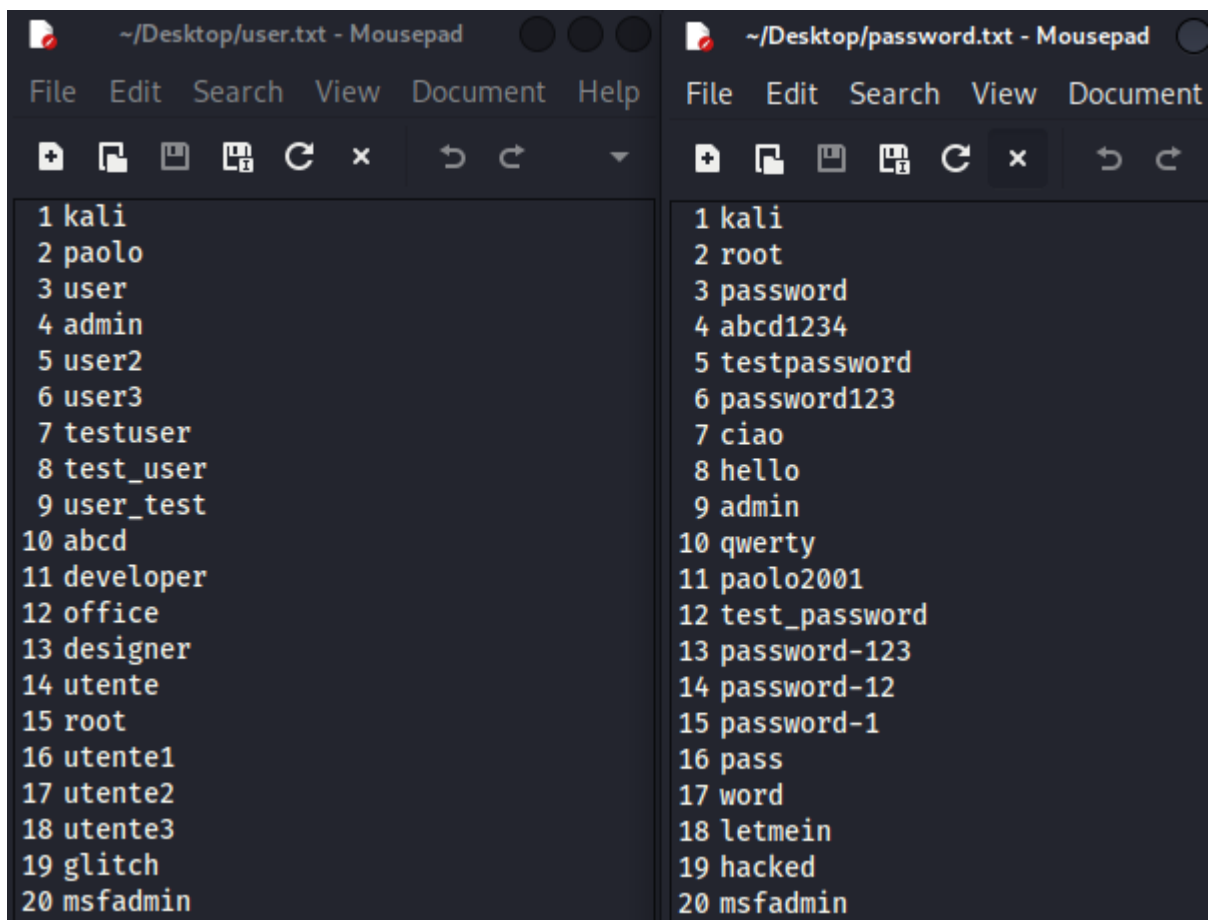 ~/Desktop/user.txt - Mousepad
File Edit Search View Document Help
1 kali
2 paolo
3 user
4 admin
5 user2
6 user3
7 testuser
8 test_user
9 user_test
10 abcd
11 developer
12 office
13 designer
14 utente
15 root
16 utente1
17 utente2
18 utente3
19 glitch
20 msfadmin
~/Desktop/password.txt - Mousepad
File Edit Search View Document
1 kali
2 root
3 password
4 abcd1234
5 testpassword
6 password123
7 ciao
8 hello
9 admin
10 qwerty
11 paolo2001
12 test_password
13 password-123
14 password-12
15 password-1
16 pass
17 word
18 letmein
19 hacked
20 msfadmin